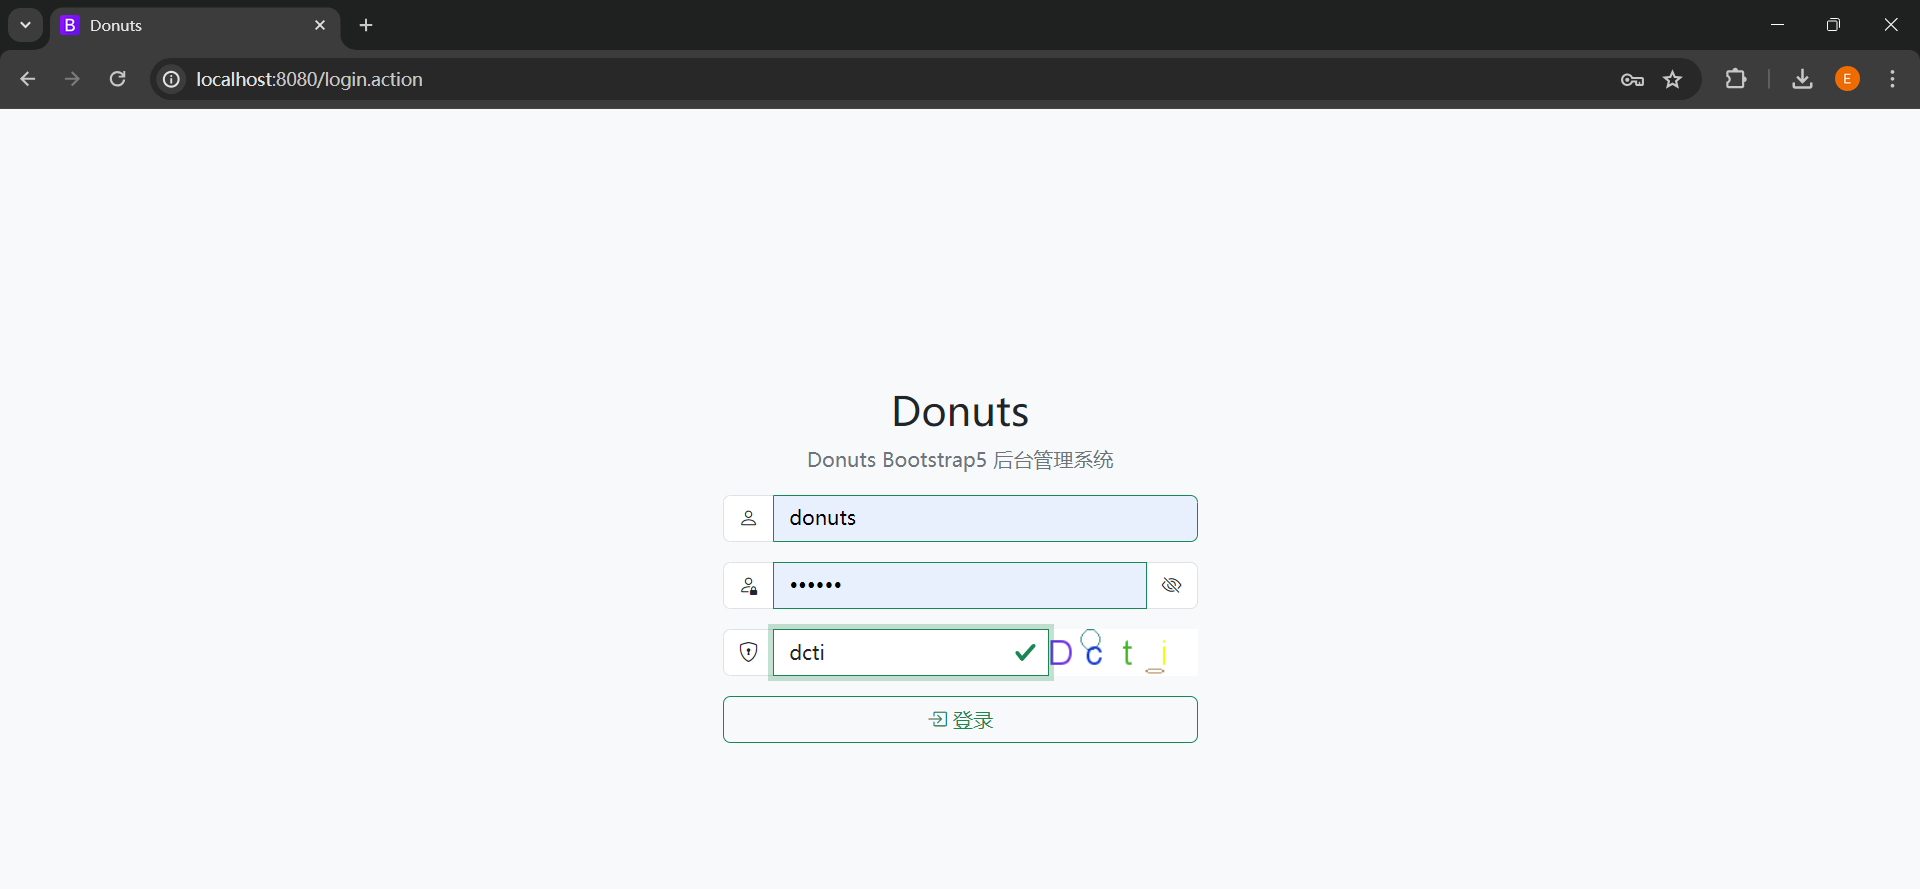 Donuts
localhost:8080/login.action
E
Donuts
Donuts Bootstrap5 后台管理系统
donuts
••••••
dcti
D c t i
登录